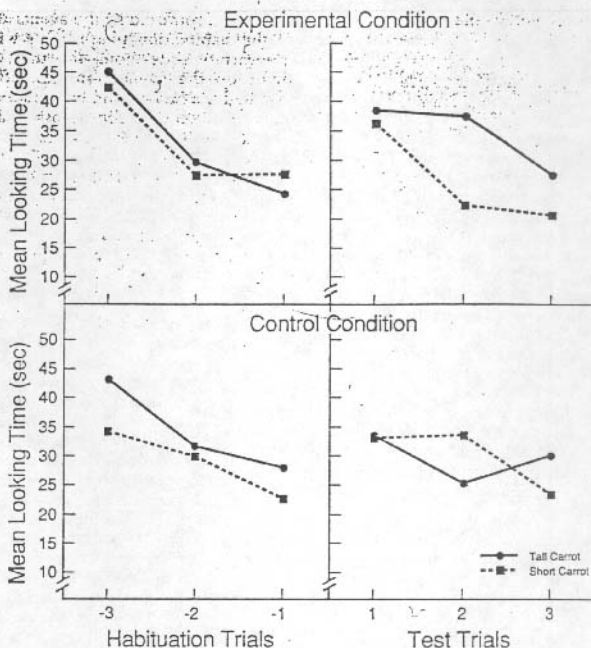 Experimental Condition
Mean Looking Time (sec)
50
45
40
35
30
25
20
15
10
Control Condition
Mean Looking Time (sec)
50
45
40
35
30
25
20
15
10
Tall Carrot
Short Carrot
-3 -2 -1 1 2 3
Habituation Trials Test Trials